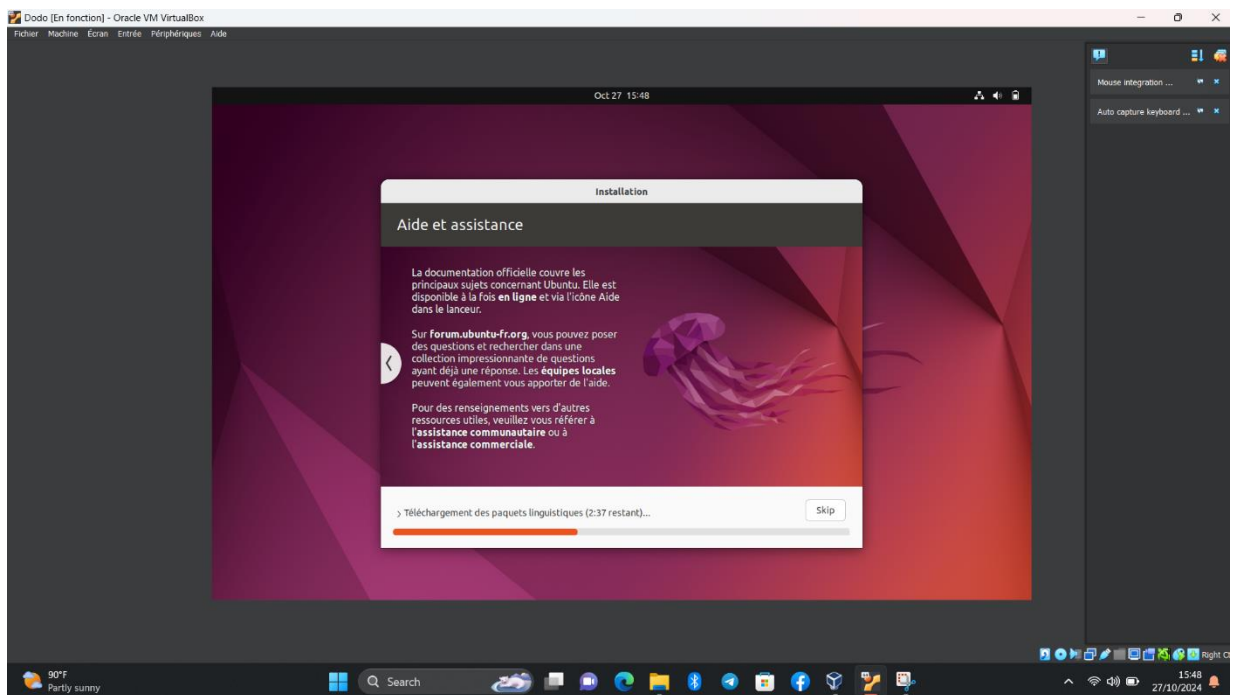 Dodo [En fonction] - Oracle VM VirtualBox
Fichier Machine Écran Entrée Périphériques Aide
Mouse integration ...
Auto capture keyboard ...
Oct 27 15:48
Installation
Aide et assistance
La documentation officielle couvre les
principaux sujets concernant Ubuntu. Elle est
disponible à la fois en ligne et via l'icône Aide
dans le lanceur.
Sur forum.ubuntu-fr.org, vous pouvez poser
des questions et rechercher dans une
collection impressionnante de questions
ayant déjà une réponse. Les équipes locales
peuvent également vous apporter de l'aide.
Pour des renseignements vers d'autres
ressources utiles, veuillez vous référer à
l'assistance communautaire ou à
l'assistance commerciale.
> Téléchargement des paquets linguistiques (2:37 restant)...
Skip
Right C
90°F
Partly sunny
Search
15:48
27/10/2024